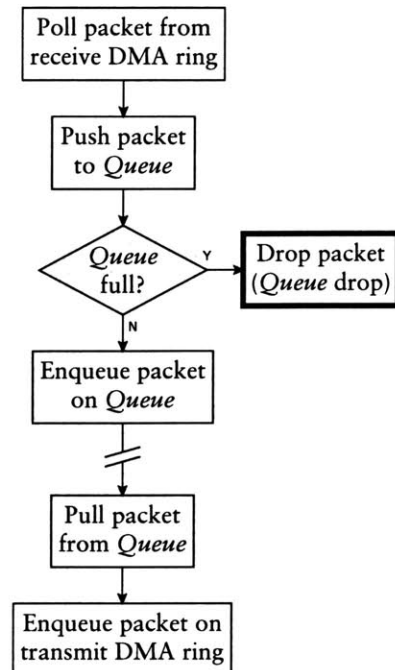 Poll packet from
receive DMA ring
Push packet
to Queue
Queue
full?
Y
Drop packet
(Queue drop)
N
Enqueue packet
on Queue
Pull packet
from Queue
Enqueue packet on
transmit DMA ring